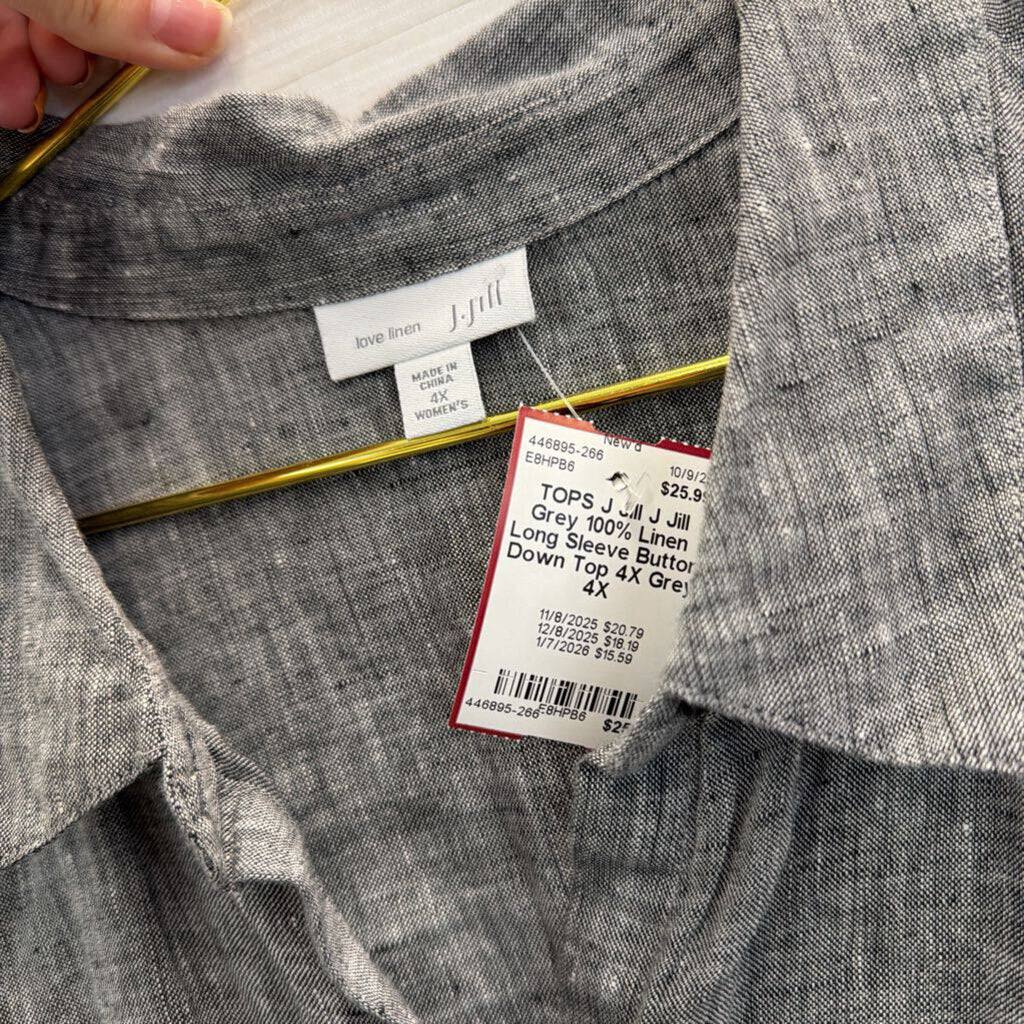 love linen J.Jill
MADE IN
CHINA
4X
WOMEN'S
446895-266
E8HPB6
10/9/2
$25.9
TOPS J Jill J Jill
Grey 100% Linen
Long Sleeve Button
Down Top 4X Grey
4X
11/8/2025 $20.79
12/8/2025 $18.19
1/7/2026 $15.59
446895-266 E8HPB6
$25